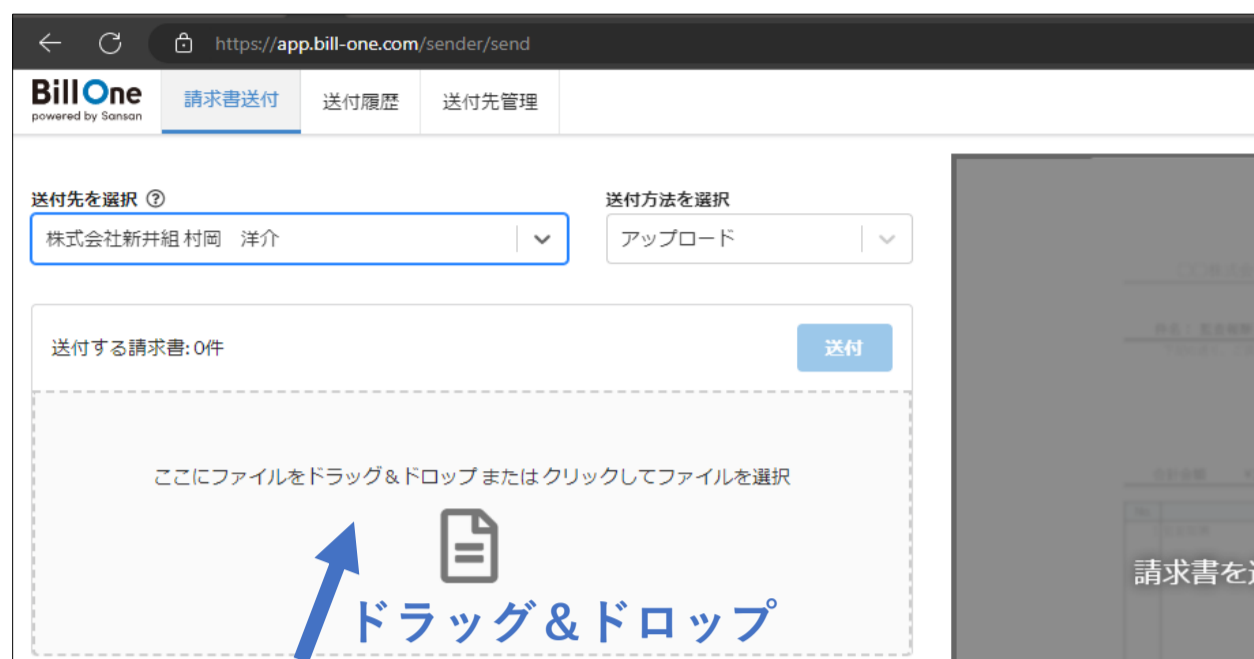 https://app.bill-one.com/sender/send
Bill One
powered by Sansan
請求書送付
送付履歴
送付先管理
送付先を選択 ?
送付方法を選択
株式会社新井組 村岡　洋介
アップロード
送付する請求書: 0件
送付
ここにファイルをドラッグ&ドロップ または クリックしてファイルを選択
請求書を
ドラッグ&ドロップ